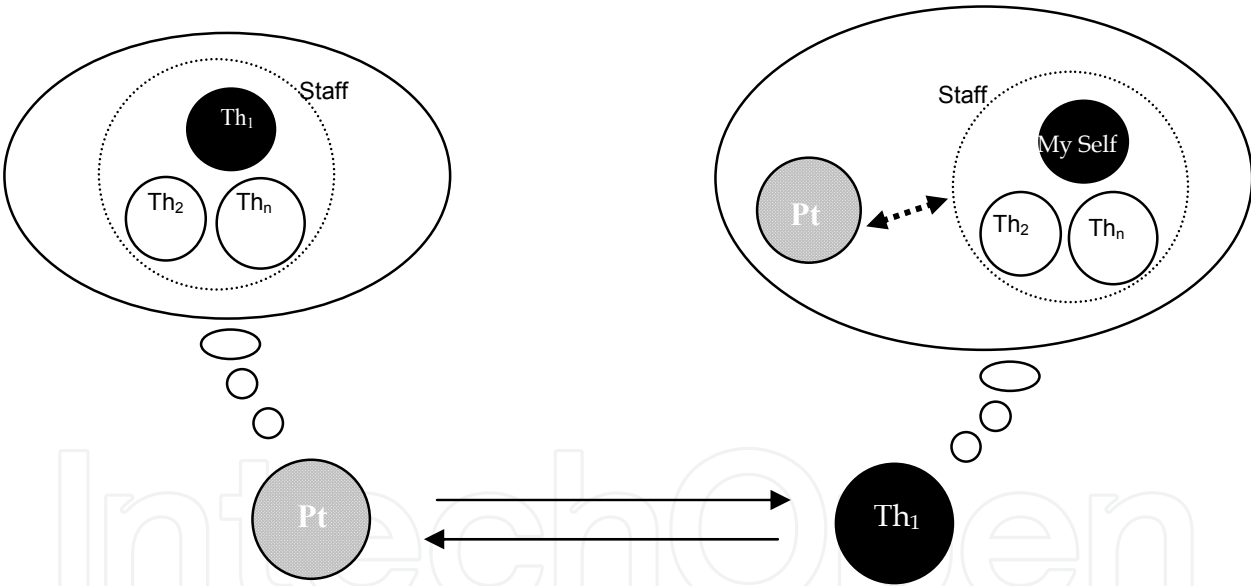 Staff
Th₁
Th₂
Thₙ
Staff
My Self
Pt
Th₂
Thₙ
Pt
Th₁
IntechOpen